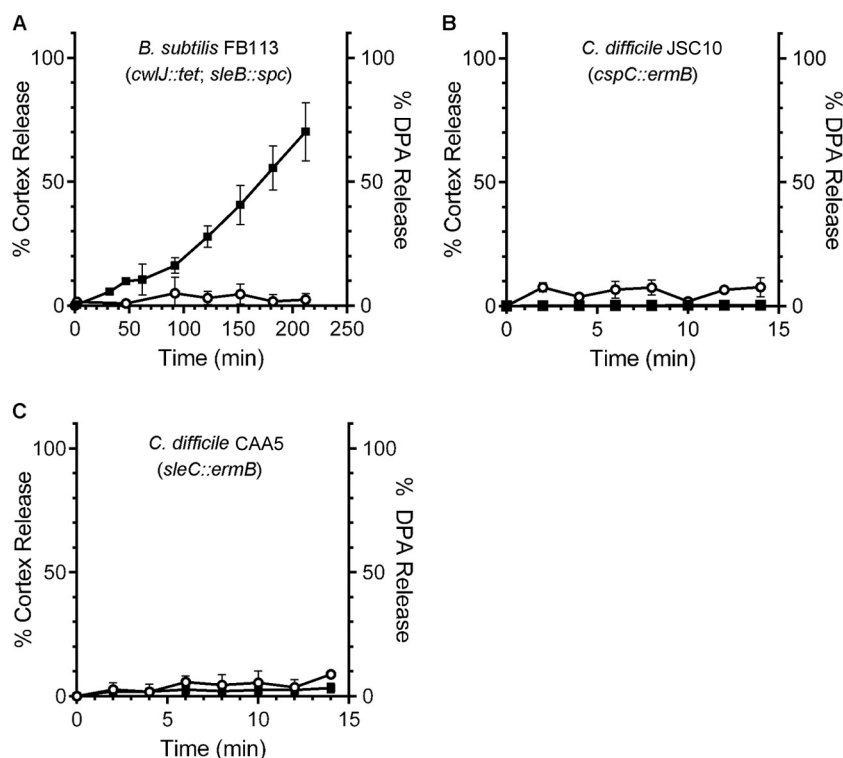 A
B. subtilis FB113
(cwlJ::tet; sleB::spc)
100
50
0
% Cortex Release
100
50
0
% DPA Release
0 50 100 150 200 250
Time (min)
B
C. difficile JSC10
(cspC::ermB)
100
50
0
% Cortex Release
100
50
0
% DPA Release
0 5 10 15
Time (min)
C
C. difficile CAA5
(sleC::ermB)
100
50
0
% Cortex Release
100
50
0
% DPA Release
0 5 10 15
Time (min)